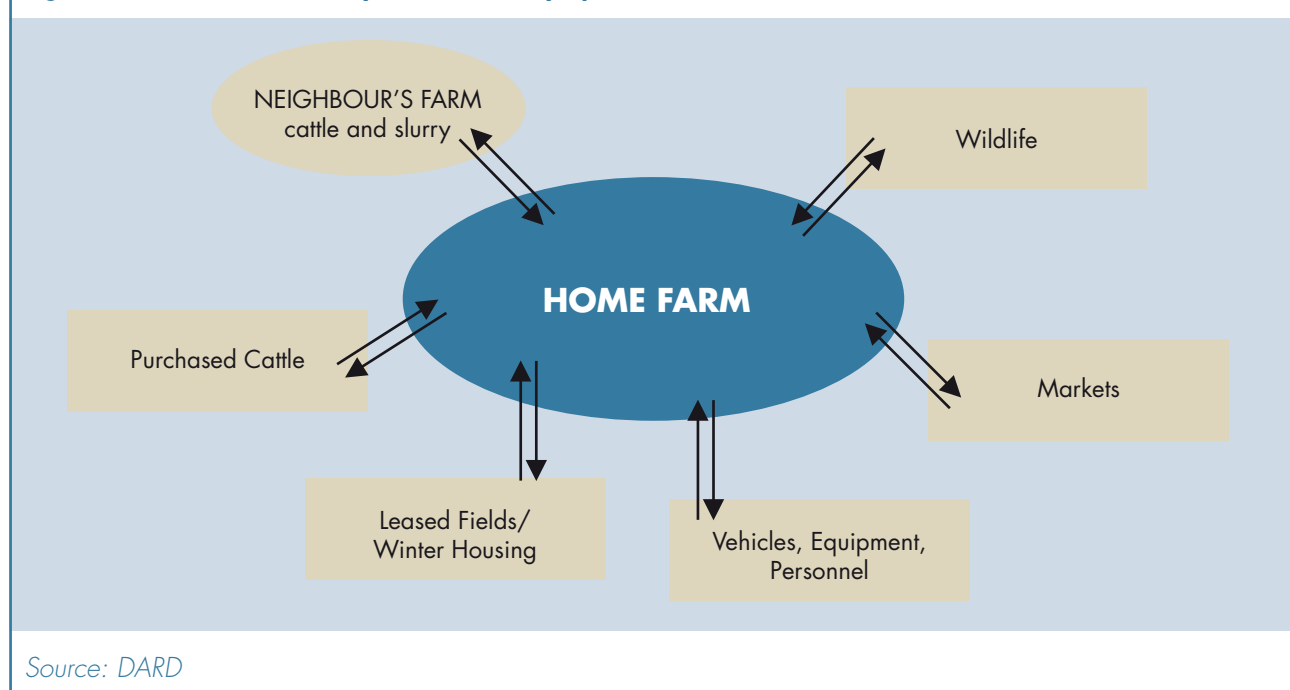 NEIGHBOUR'S FARM
cattle and slurry
Wildlife
HOME FARM
Purchased Cattle
Markets
Leased Fields/
Winter Housing
Vehicles, Equipment,
Personnel
Source: DARD